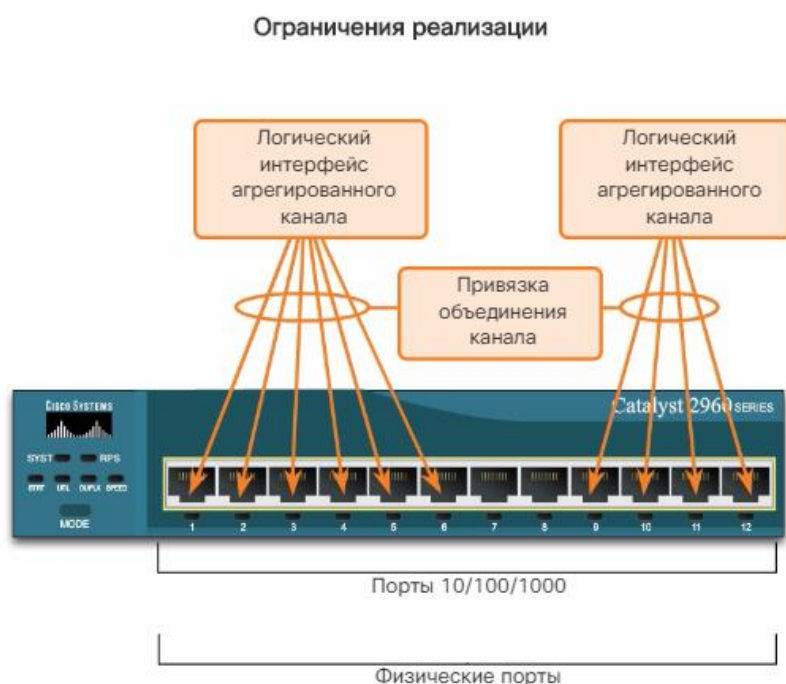 Ограничения реализации
Логический
интерфейс
агрегированного
канала
Логический
интерфейс
агрегированного
канала
Привязка
объединения
канала
Cisco Systems
Catalyst 2960 SERIES
SYST RPS
STAT UTIL DUPLX SPEED
MODE
1 2 3 4 5 6 7 8 9 10 11 12
Порты 10/100/1000
Физические порты